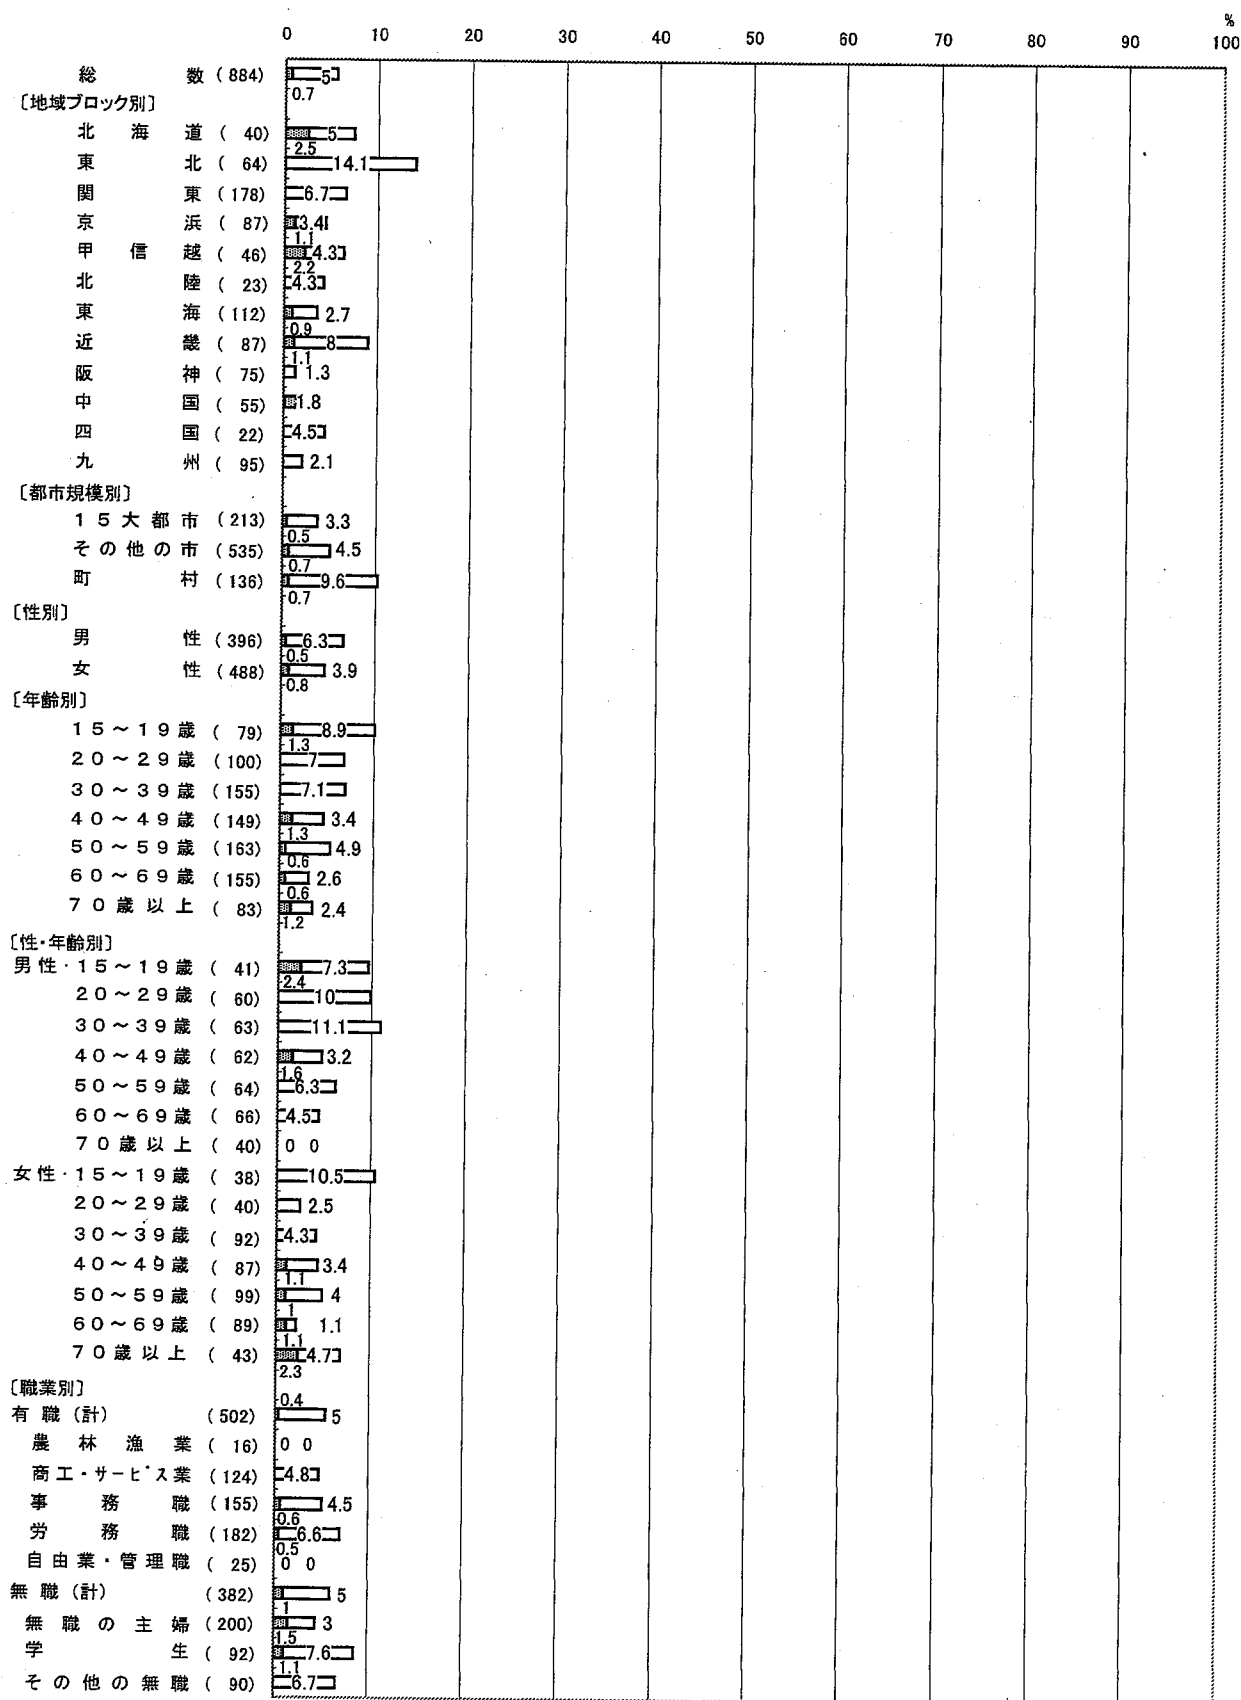 %
0 10 20 30 40 50 60 70 80 90 100
総数 (884) 5
0.7
〔地域ブロック別〕
北海道 ( 40) 5
2.5
東北 ( 64) 14.1
関東 (178) 6.7
京浜 ( 87) 3.4
1.1
甲信越 ( 46) 4.3
2.2
北陸 ( 23) 4.3
東海 (112) 2.7
0.9
近畿 ( 87) 8
1.1
阪神 ( 75) 1.3
中国 ( 55) 1.8
四国 ( 22) 4.5
九州 ( 95) 2.1
〔都市規模別〕
15大都市 (213) 3.3
0.5
その他の市 (535) 4.5
0.7
町村 (136) 9.6
0.7
〔性別〕
男性 (396) 6.3
0.5
女性 (488) 3.9
0.8
〔年齢別〕
15～19歳 ( 79) 8.9
1.3
20～29歳 (100) 7
30～39歳 (155) 7.1
40～49歳 (149) 3.4
1.3
50～59歳 (163) 4.9
0.6
60～69歳 (155) 2.6
0.6
70歳以上 ( 83) 2.4
1.2
〔性・年齢別〕
男性・15～19歳 ( 41) 7.3
2.4
20～29歳 ( 60) 10
30～39歳 ( 63) 11.1
40～49歳 ( 62) 3.2
1.6
50～59歳 ( 64) 6.3
60～69歳 ( 66) 4.5
70歳以上 ( 40) 0 0
女性・15～19歳 ( 38) 10.5
20～29歳 ( 40) 2.5
30～39歳 ( 92) 4.3
40～49歳 ( 87) 3.4
1.1
50～59歳 ( 99) 4
1
60～69歳 ( 89) 1.1
1.1
70歳以上 ( 43) 4.7
2.3
〔職業別〕
0.4
有職(計) (502) 5
農林漁業 ( 16) 0 0
商工・サービス業 (124) 4.8
事務職 (155) 4.5
0.6
労務職 (182) 6.6
0.5
自由業・管理職 ( 25) 0 0
無職(計) (382) 5
1
無職の主婦 (200) 3
1.5
学生 ( 92) 7.6
1.1
その他の無職 ( 90) 6.7